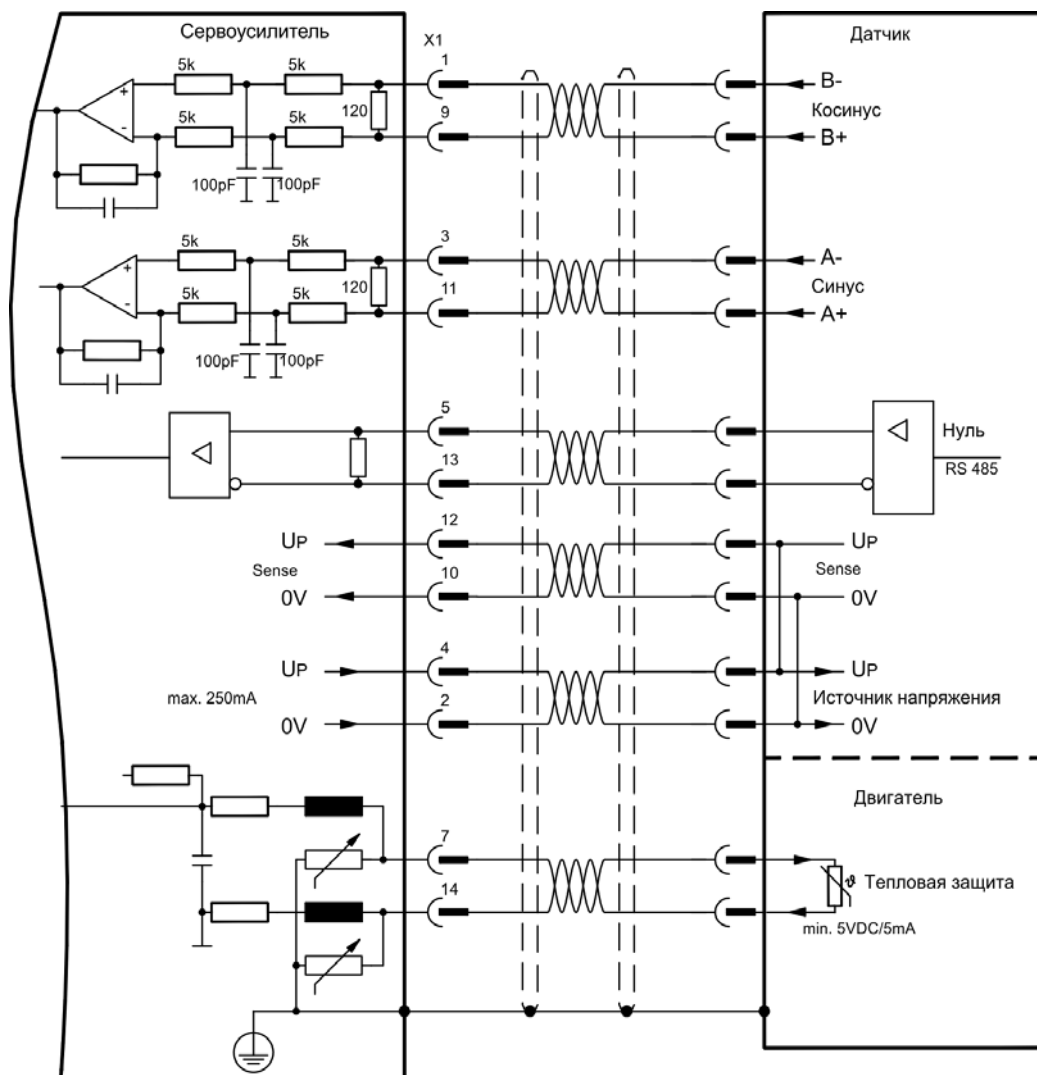 Сервоусилитель
X1
Датчик
5k
5k
1
B-
120
Косинус
5k
5k
9
B+
100pF
100pF
5k
5k
3
A-
120
Синус
5k
5k
11
A+
100pF
100pF
5
Нуль
13
RS 485
UP
12
UP
Sense
10
Sense
0V
0V
UP
4
UP
max. 250mA
2
Источник напряжения
0V
0V
Двигатель
7
ϑ Тепловая защита
14
min. 5VDC/5mA